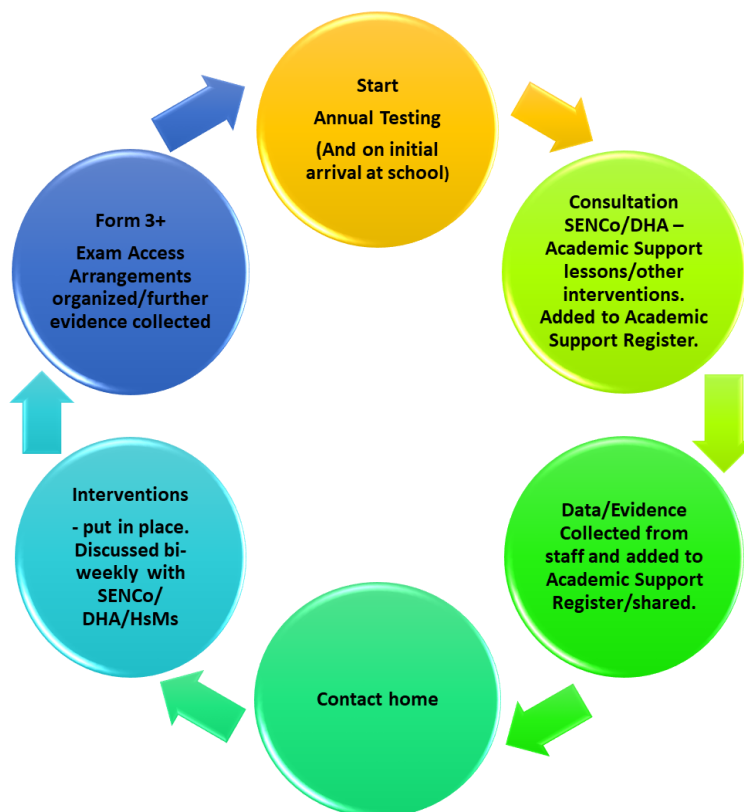 Start
Annual Testing
(And on initial
arrival at school)
Consultation
SENCo/DHA –
Academic Support
lessons/other
interventions.
Added to Academic
Support Register.
Data/Evidence
Collected from
staff and added to
Academic Support
Register/shared.
Contact home
Interventions
- put in place.
Discussed bi-
weekly with
SENCo/
DHA/HsMs
Form 3+
Exam Access
Arrangements
organized/further
evidence collected